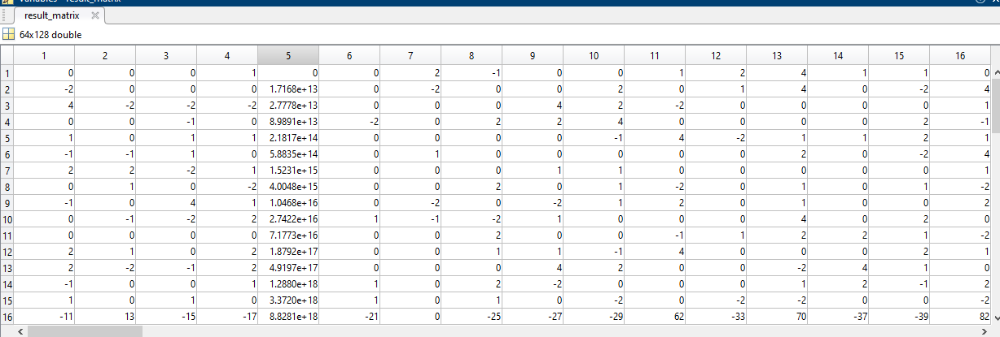 Variables - result_matrix
result_matrix
64x128 double
1 2 3 4 5 6 7 8 9 10 11 12 13 14 15 16
1 0 0 0 1 0 0 2 -1 0 0 1 2 4 1 1 0
2 -2 0 0 0 1.7168e+13 0 -2 0 0 2 0 1 4 0 -2 4
3 4 -2 -2 -2 2.7778e+13 0 0 0 4 2 -2 0 0 0 0 1
4 0 0 -1 0 8.9891e+13 -2 0 2 2 4 0 0 0 0 2 -1
5 1 0 1 1 2.1817e+14 0 0 0 0 -1 4 -2 1 1 2 1
6 -1 -1 1 0 5.8835e+14 0 1 0 0 0 0 0 2 0 -2 4
7 2 2 -2 1 1.5231e+15 0 0 0 1 1 0 0 0 0 0 1
8 0 1 0 -2 4.0048e+15 0 0 2 0 1 -2 0 1 0 1 -2
9 -1 0 4 1 1.0468e+16 0 -2 0 -2 1 2 0 1 0 0 2
10 0 -1 -2 2 2.7422e+16 1 -1 -2 1 0 0 0 4 0 2 0
11 0 0 0 0 7.1773e+16 0 0 2 0 0 -1 1 2 2 1 -2
12 2 1 0 2 1.8792e+17 0 0 1 1 -1 4 0 0 0 2 1
13 2 -2 -1 2 4.9197e+17 0 0 0 4 2 0 0 -2 4 1 0
14 -1 0 0 1 1.2880e+18 1 0 2 -2 0 0 0 1 2 -1 2
15 1 0 1 0 3.3720e+18 1 0 1 0 -2 0 -2 -2 0 0 -2
16 -11 13 -15 -17 8.8281e+18 -21 0 -25 -27 -29 62 -33 70 -37 -39 82